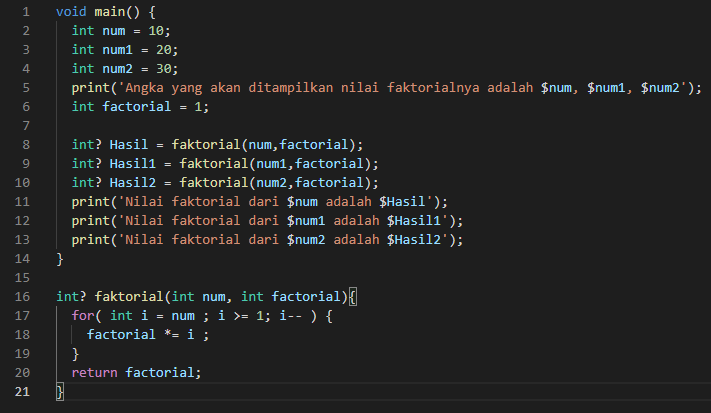 1 void main() {
2 int num = 10;
3 int num1 = 20;
4 int num2 = 30;
5 print('Angka yang akan ditampilkan nilai faktorialnya adalah $num, $num1, $num2');
6 int factorial = 1;
7
8 int? Hasil = faktorial(num,factorial);
9 int? Hasil1 = faktorial(num1,factorial);
10 int? Hasil2 = faktorial(num2,factorial);
11 print('Nilai faktorial dari $num adalah $Hasil');
12 print('Nilai faktorial dari $num1 adalah $Hasil1');
13 print('Nilai faktorial dari $num2 adalah $Hasil2');
14 }
15
16 int? faktorial(int num, int factorial){
17 for( int i = num ; i >= 1; i-- ) {
18 factorial *= i ;
19 }
20 return factorial;
21 }